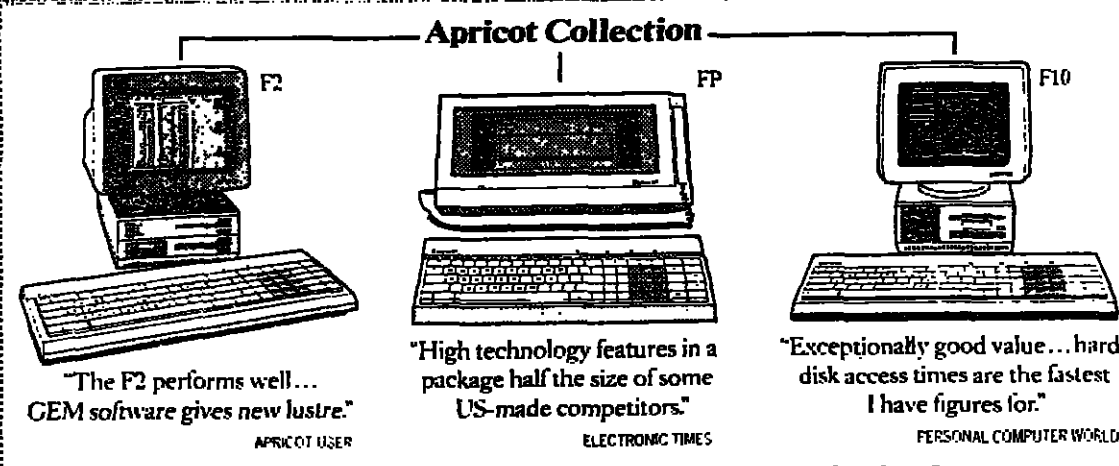 Apricot Collection
F2
FP
F10
"The F2 performs well...
GEM software gives new lustre."
APRICOT USER
"High technology features in a
package half the size of some
US-made competitors."
ELECTRONIC TIMES
"Exceptionally good value...hard
disk access times are the fastest
I have figures for."
PERSONAL COMPUTER WORLD